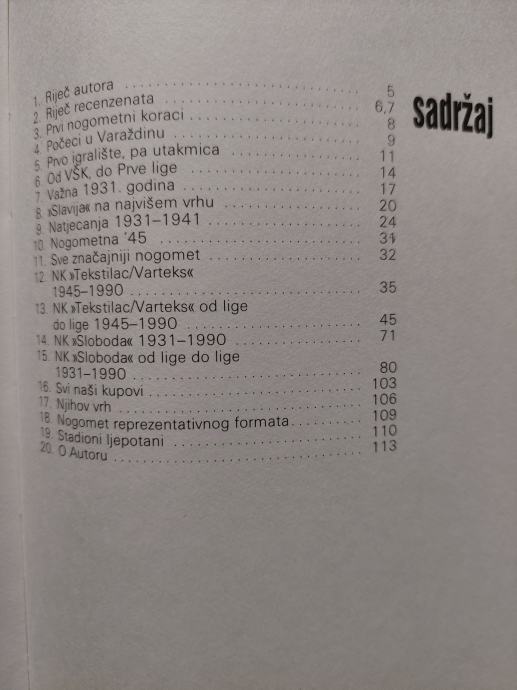 sadržaj
1. Riječ autora ........ 5
2. Riječ recenzenata ........ 6,7
3. Prvi nogometni koraci ........ 8
4. Počeci u Varaždinu ........ 9
5. Prvo igralište, pa utakmica ........ 11
6. Od VŠK, do Prve lige ........ 14
7. Važna 1931. godina ........ 17
8. »Slavija« na najvišem vrhu ........ 20
9. Natjecanja 1931–1941 ........ 24
10. Nogometna '45 ........ 31
11. Sve značajniji nogomet ........ 32
12. NK »Tekstilac/Varteks«
1945–1990 ........ 35
13. NK »Tekstilac/Varteks« od lige
do lige 1945–1990 ........ 45
14. NK »Sloboda« 1931–1990 ........ 71
15. NK »Sloboda« od lige do lige
1931–1990 ........ 80
16. Svi naši kupovi ........ 103
17. Njihov vrh ........ 106
18. Nogomet reprezentativnog formata ........ 109
19. Stadioni ljepotani ........ 110
20. O Autoru ........ 113